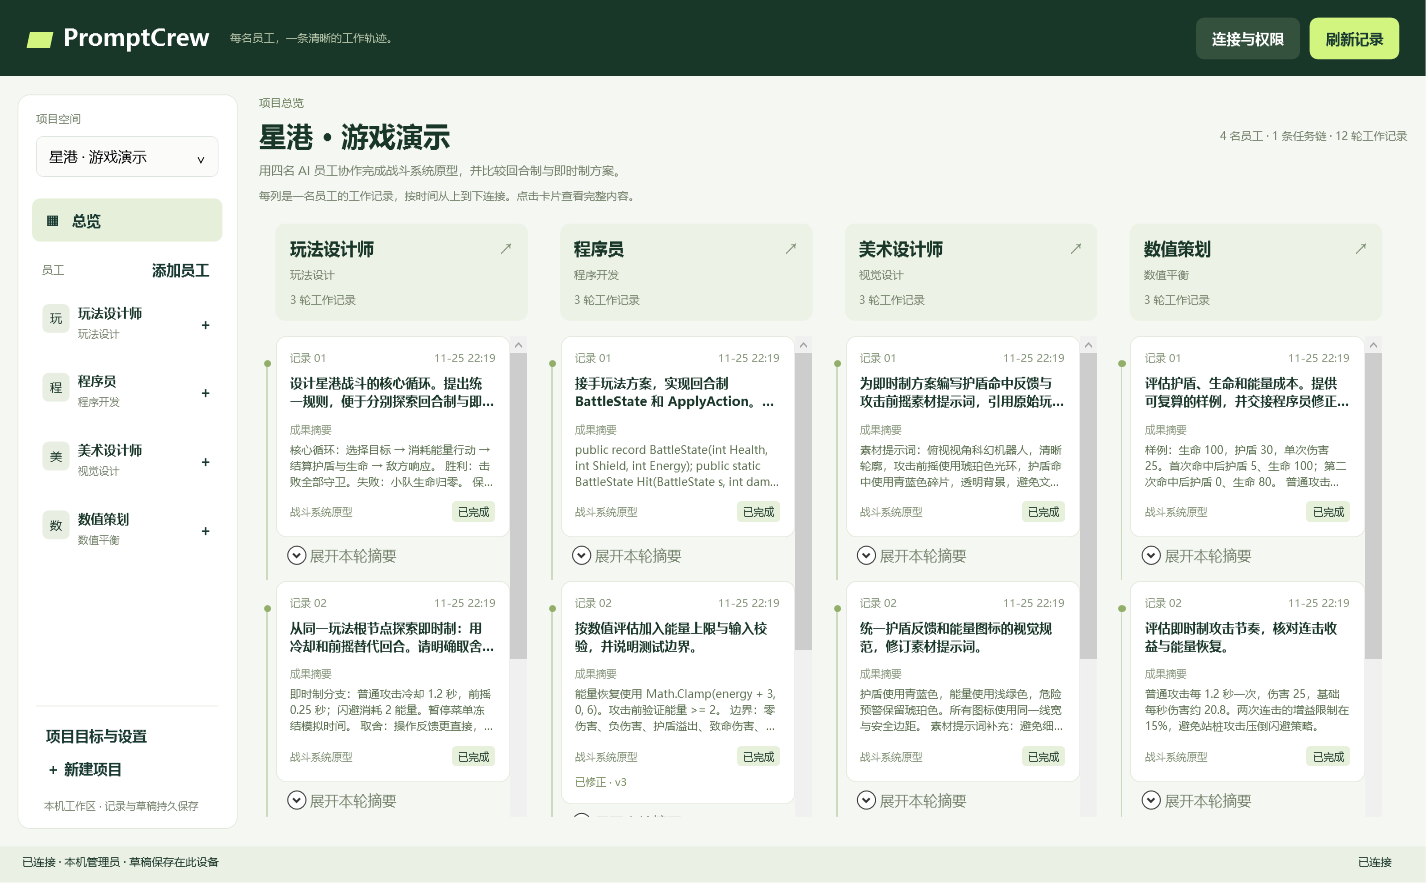 PromptCrew
每名员工，一条清晰的工作轨迹。
连接与权限
刷新记录
项目空间
星港 · 游戏演示
总览
员工
添加员工
玩
玩法设计师
玩法设计
+
程
程序员
程序开发
+
美
美术设计师
视觉设计
+
数
数值策划
数值平衡
+
项目目标与设置
+ 新建项目
本机工作区 · 记录与草稿持久保存
项目总览
星港 · 游戏演示
4 名员工 · 1 条任务链 · 12 轮工作记录
用四名 AI 员工协作完成战斗系统原型，并比较回合制与即时制方案。
每列是一名员工的工作记录，按时间从上到下连接。点击卡片查看完整内容。
玩法设计师
玩法设计
3 轮工作记录
记录 01
11-25 22:19
设计星港战斗的核心循环。提出统
一规则，便于分别探索回合制与即...
成果摘要
核心循环：选择目标 → 消耗能量行动 →
结算护盾与生命 → 敌方响应。 胜利：击
败全部守卫。失败：小队生命归零。 保...
战斗系统原型
已完成
展开本轮摘要
记录 02
11-25 22:19
从同一玩法根节点探索即时制：用
冷却和前摇替代回合。请明确取舍...
成果摘要
即时制分支：普通攻击冷却 1.2 秒，前摇
0.25 秒；闪避消耗 2 能量。暂停菜单冻
结模拟时间。 取舍：操作反馈更直接，...
战斗系统原型
已完成
展开本轮摘要
程序员
程序开发
3 轮工作记录
记录 01
11-25 22:19
接手玩法方案，实现回合制
BattleState 和 ApplyAction。...
成果摘要
public record BattleState(int Health,
int Shield, int Energy); public static
BattleState Hit(BattleState s, int dam...
战斗系统原型
已完成
展开本轮摘要
记录 02
11-25 22:19
按数值评估加入能量上限与输入校
验，并说明测试边界。
成果摘要
能量恢复使用 Math.Clamp(energy + 3,
0, 6)。攻击前验证能量 >= 2。 边界：零
伤害、负伤害、护盾溢出、致命伤害、...
战斗系统原型
已完成
已修正 · v3
美术设计师
视觉设计
3 轮工作记录
记录 01
11-25 22:19
为即时制方案编写护盾命中反馈与
攻击前摇素材提示词，引用原始玩...
成果摘要
素材提示词：俯视视角科幻机器人，清晰
轮廓，攻击前摇使用琥珀色光环，护盾命
中使用青蓝色碎片，透明背景，避免文...
战斗系统原型
已完成
展开本轮摘要
记录 02
11-25 22:19
统一护盾反馈和能量图标的视觉规
范，修订素材提示词。
成果摘要
护盾使用青蓝色，能量使用浅绿色，危险
预警保留琥珀色。所有图标使用同一线宽
与安全边距。 素材提示词补充：避免细...
战斗系统原型
已完成
展开本轮摘要
数值策划
数值平衡
3 轮工作记录
记录 01
11-25 22:19
评估护盾、生命和能量成本。提供
可复算的样例，并交接程序员修正...
成果摘要
样例：生命 100，护盾 30，单次伤害
25。首次命中后护盾 5、生命 100；第二
次命中后护盾 0、生命 80。 普通攻击...
战斗系统原型
已完成
展开本轮摘要
记录 02
11-25 22:19
评估即时制攻击节奏，核对连击收
益与能量恢复。
成果摘要
普通攻击每 1.2 秒一次，伤害 25，基础
每秒伤害约 20.8。两次连击的增益限制在
15%，避免站桩攻击压倒闪避策略。
战斗系统原型
已完成
展开本轮摘要
已连接 · 本机管理员 · 草稿保存在此设备
已连接